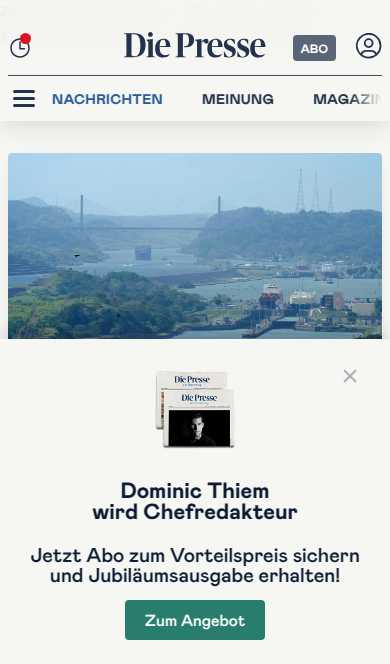 Die Presse
ABO
NACHRICHTEN MEINUNG MAGAZIN
Die Presse
Die Presse
Dominic Thiem
wird Chefredakteur
Jetzt Abo zum Vorteilspreis sichern
und Jubiläumsausgabe erhalten!
Zum Angebot